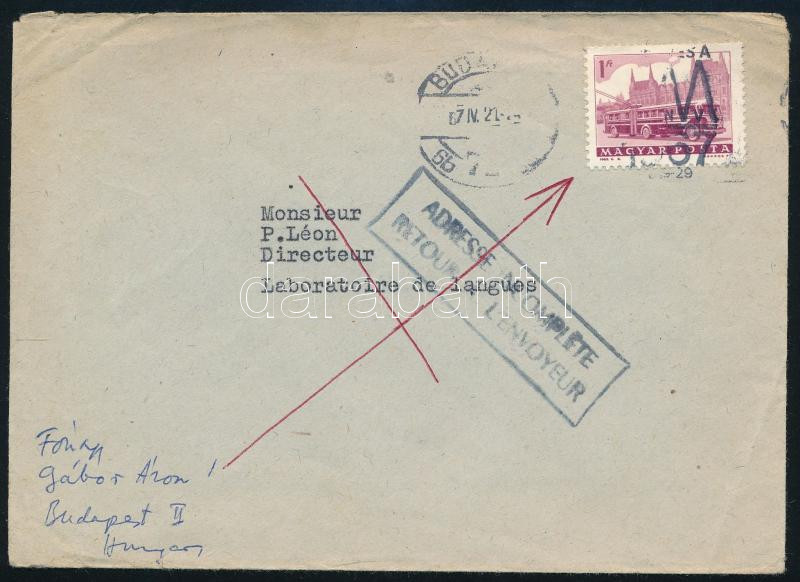 BUDA
67 IV. 21
1 Ft
MAGYAR POSTA
Monsieur
P.Léon
Directeur
Laboratoire de langues
ADRESSE INCOMPLÈTE
RETOUR A L'ENVOYEUR
darabanth
Fónagy
Gábor Áron
Budapest II
Hungary